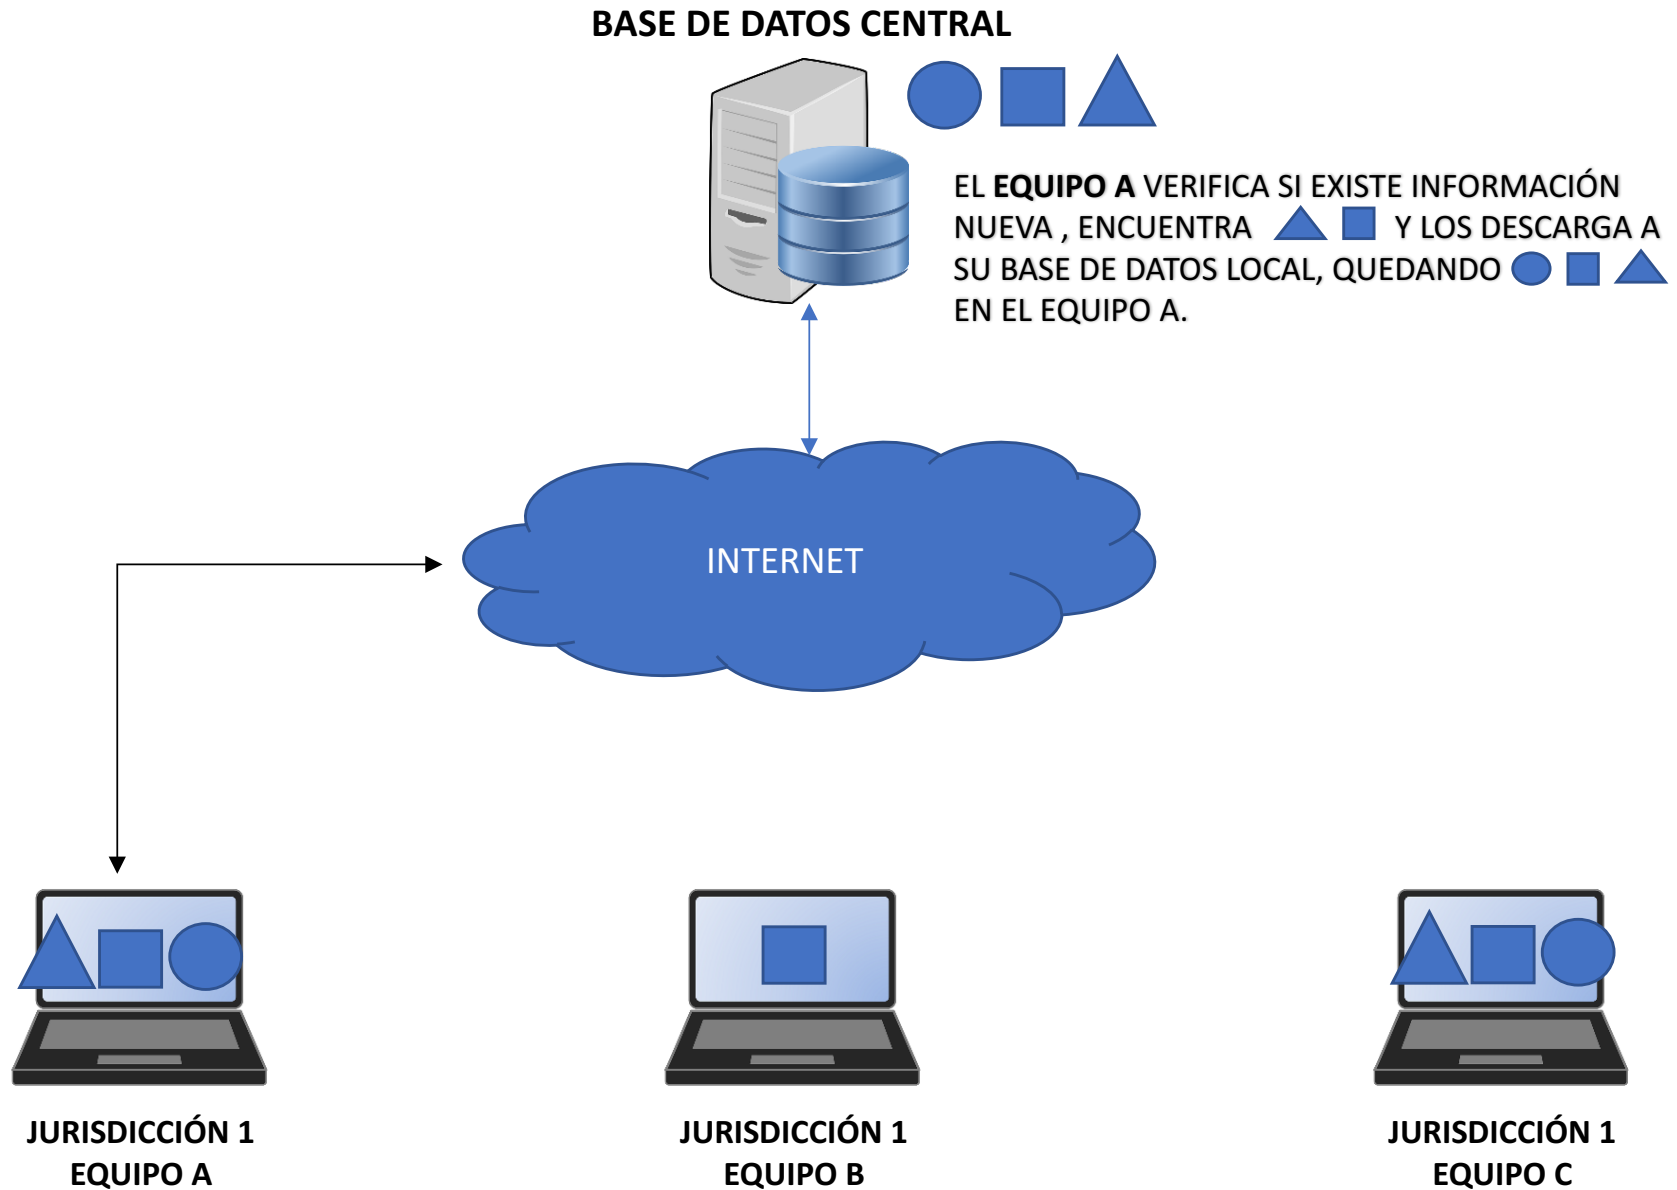 BASE DE DATOS CENTRAL
EL EQUIPO A VERIFICA SI EXISTE INFORMACIÓN
NUEVA , ENCUENTRA Y LOS DESCARGA A
SU BASE DE DATOS LOCAL, QUEDANDO
EN EL EQUIPO A.
INTERNET
JURISDICCIÓN 1
EQUIPO A
JURISDICCIÓN 1
EQUIPO B
JURISDICCIÓN 1
EQUIPO C